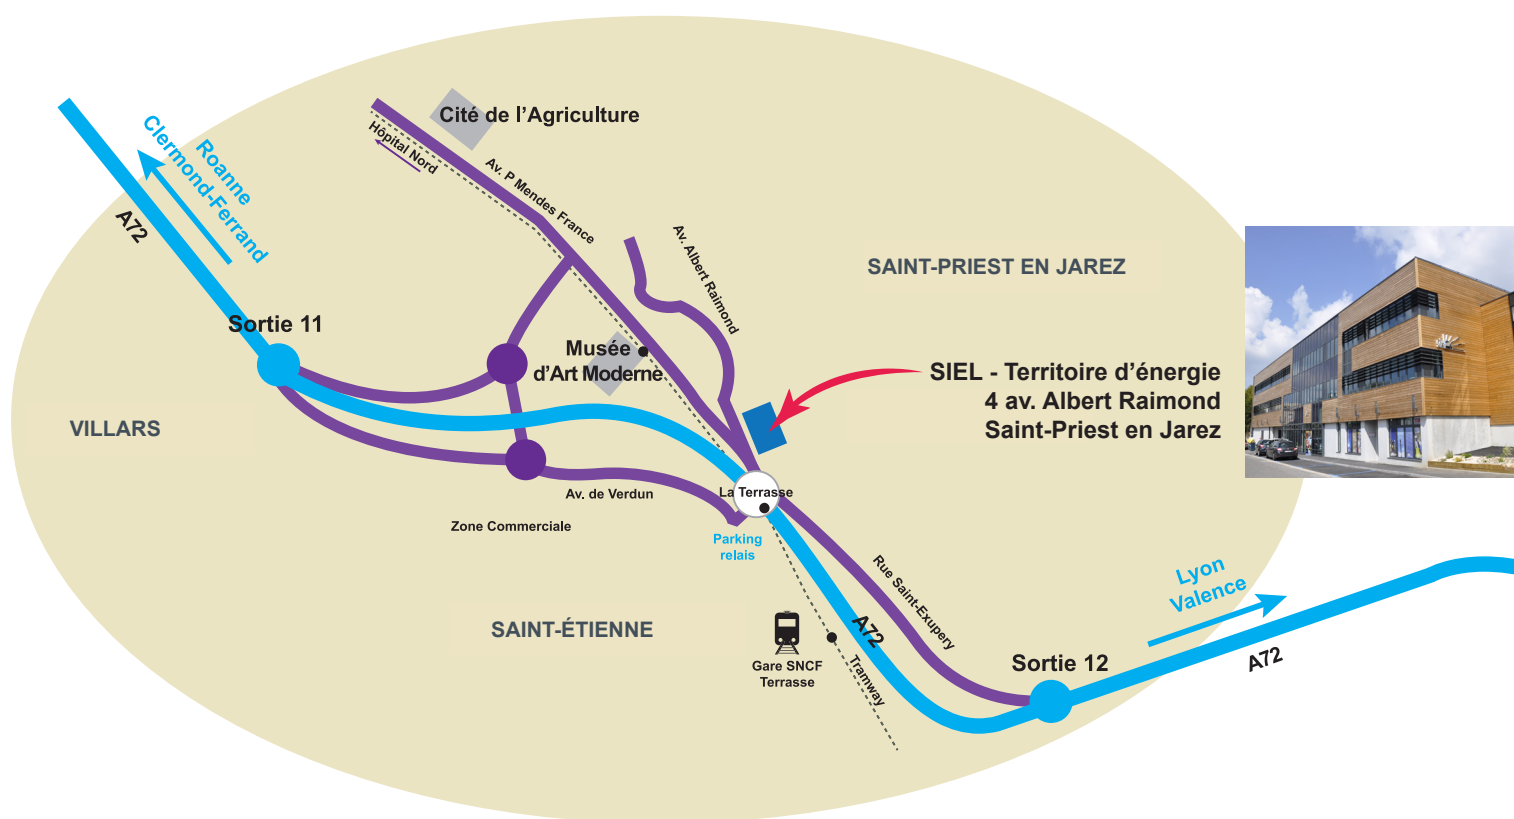 Cité de l'Agriculture
Hôpital Nord
Av. P Mendes France
Roanne
Clermond-Ferrand
A72
Av. Albert Raimond
SAINT-PRIEST EN JAREZ
Sortie 11
Musée
d'Art Moderne
SIEL - Territoire d'énergie
4 av. Albert Raimond
Saint-Priest en Jarez
VILLARS
La Terrasse
Av. de Verdun
Zone Commerciale
Parking
relais
Rue Saint-Exupery
Lyon
Valence
SAINT-ÉTIENNE
A72
Gare SNCF
Terrasse
Tramway
Sortie 12
A72